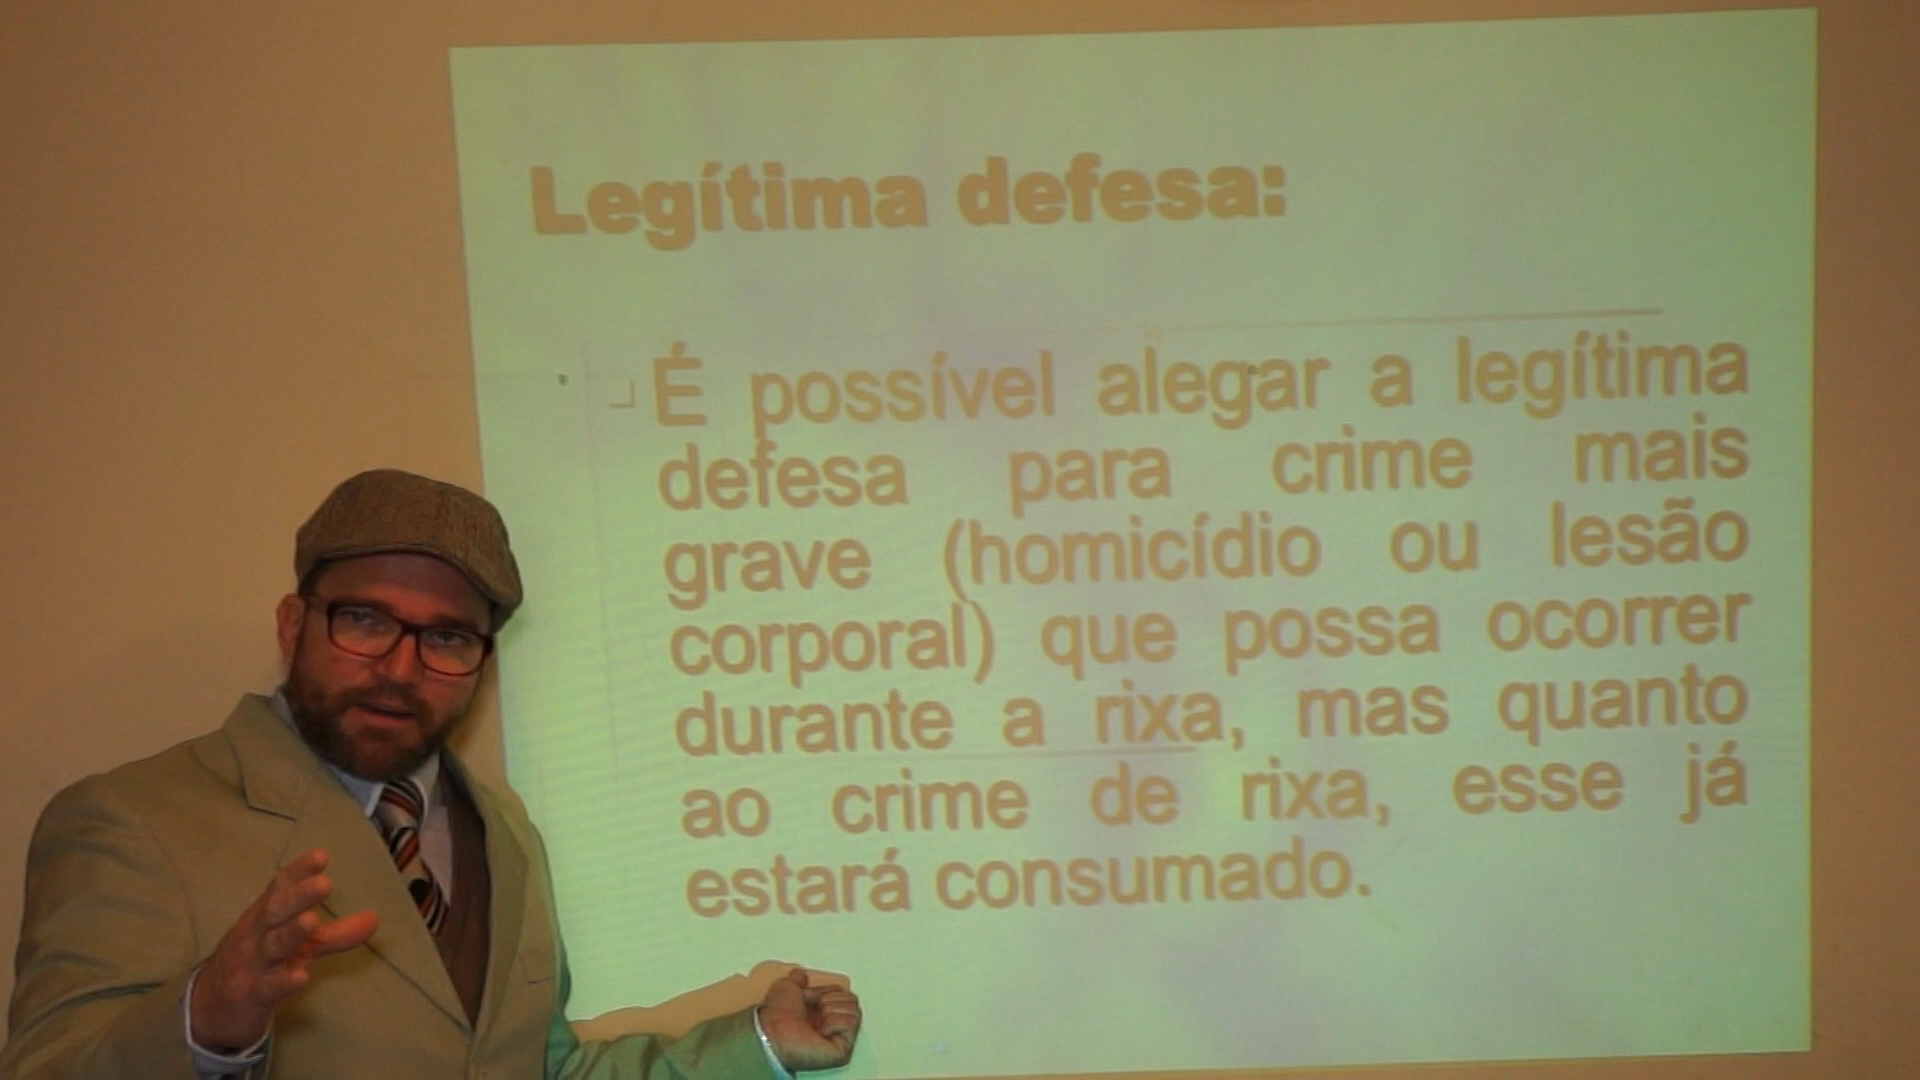 Legítima defesa:
É possível alegar a legítima
defesa para crime mais
grave (homicídio ou lesão
corporal) que possa ocorrer
durante a rixa, mas quanto
ao crime de rixa, esse já
estará consumado.